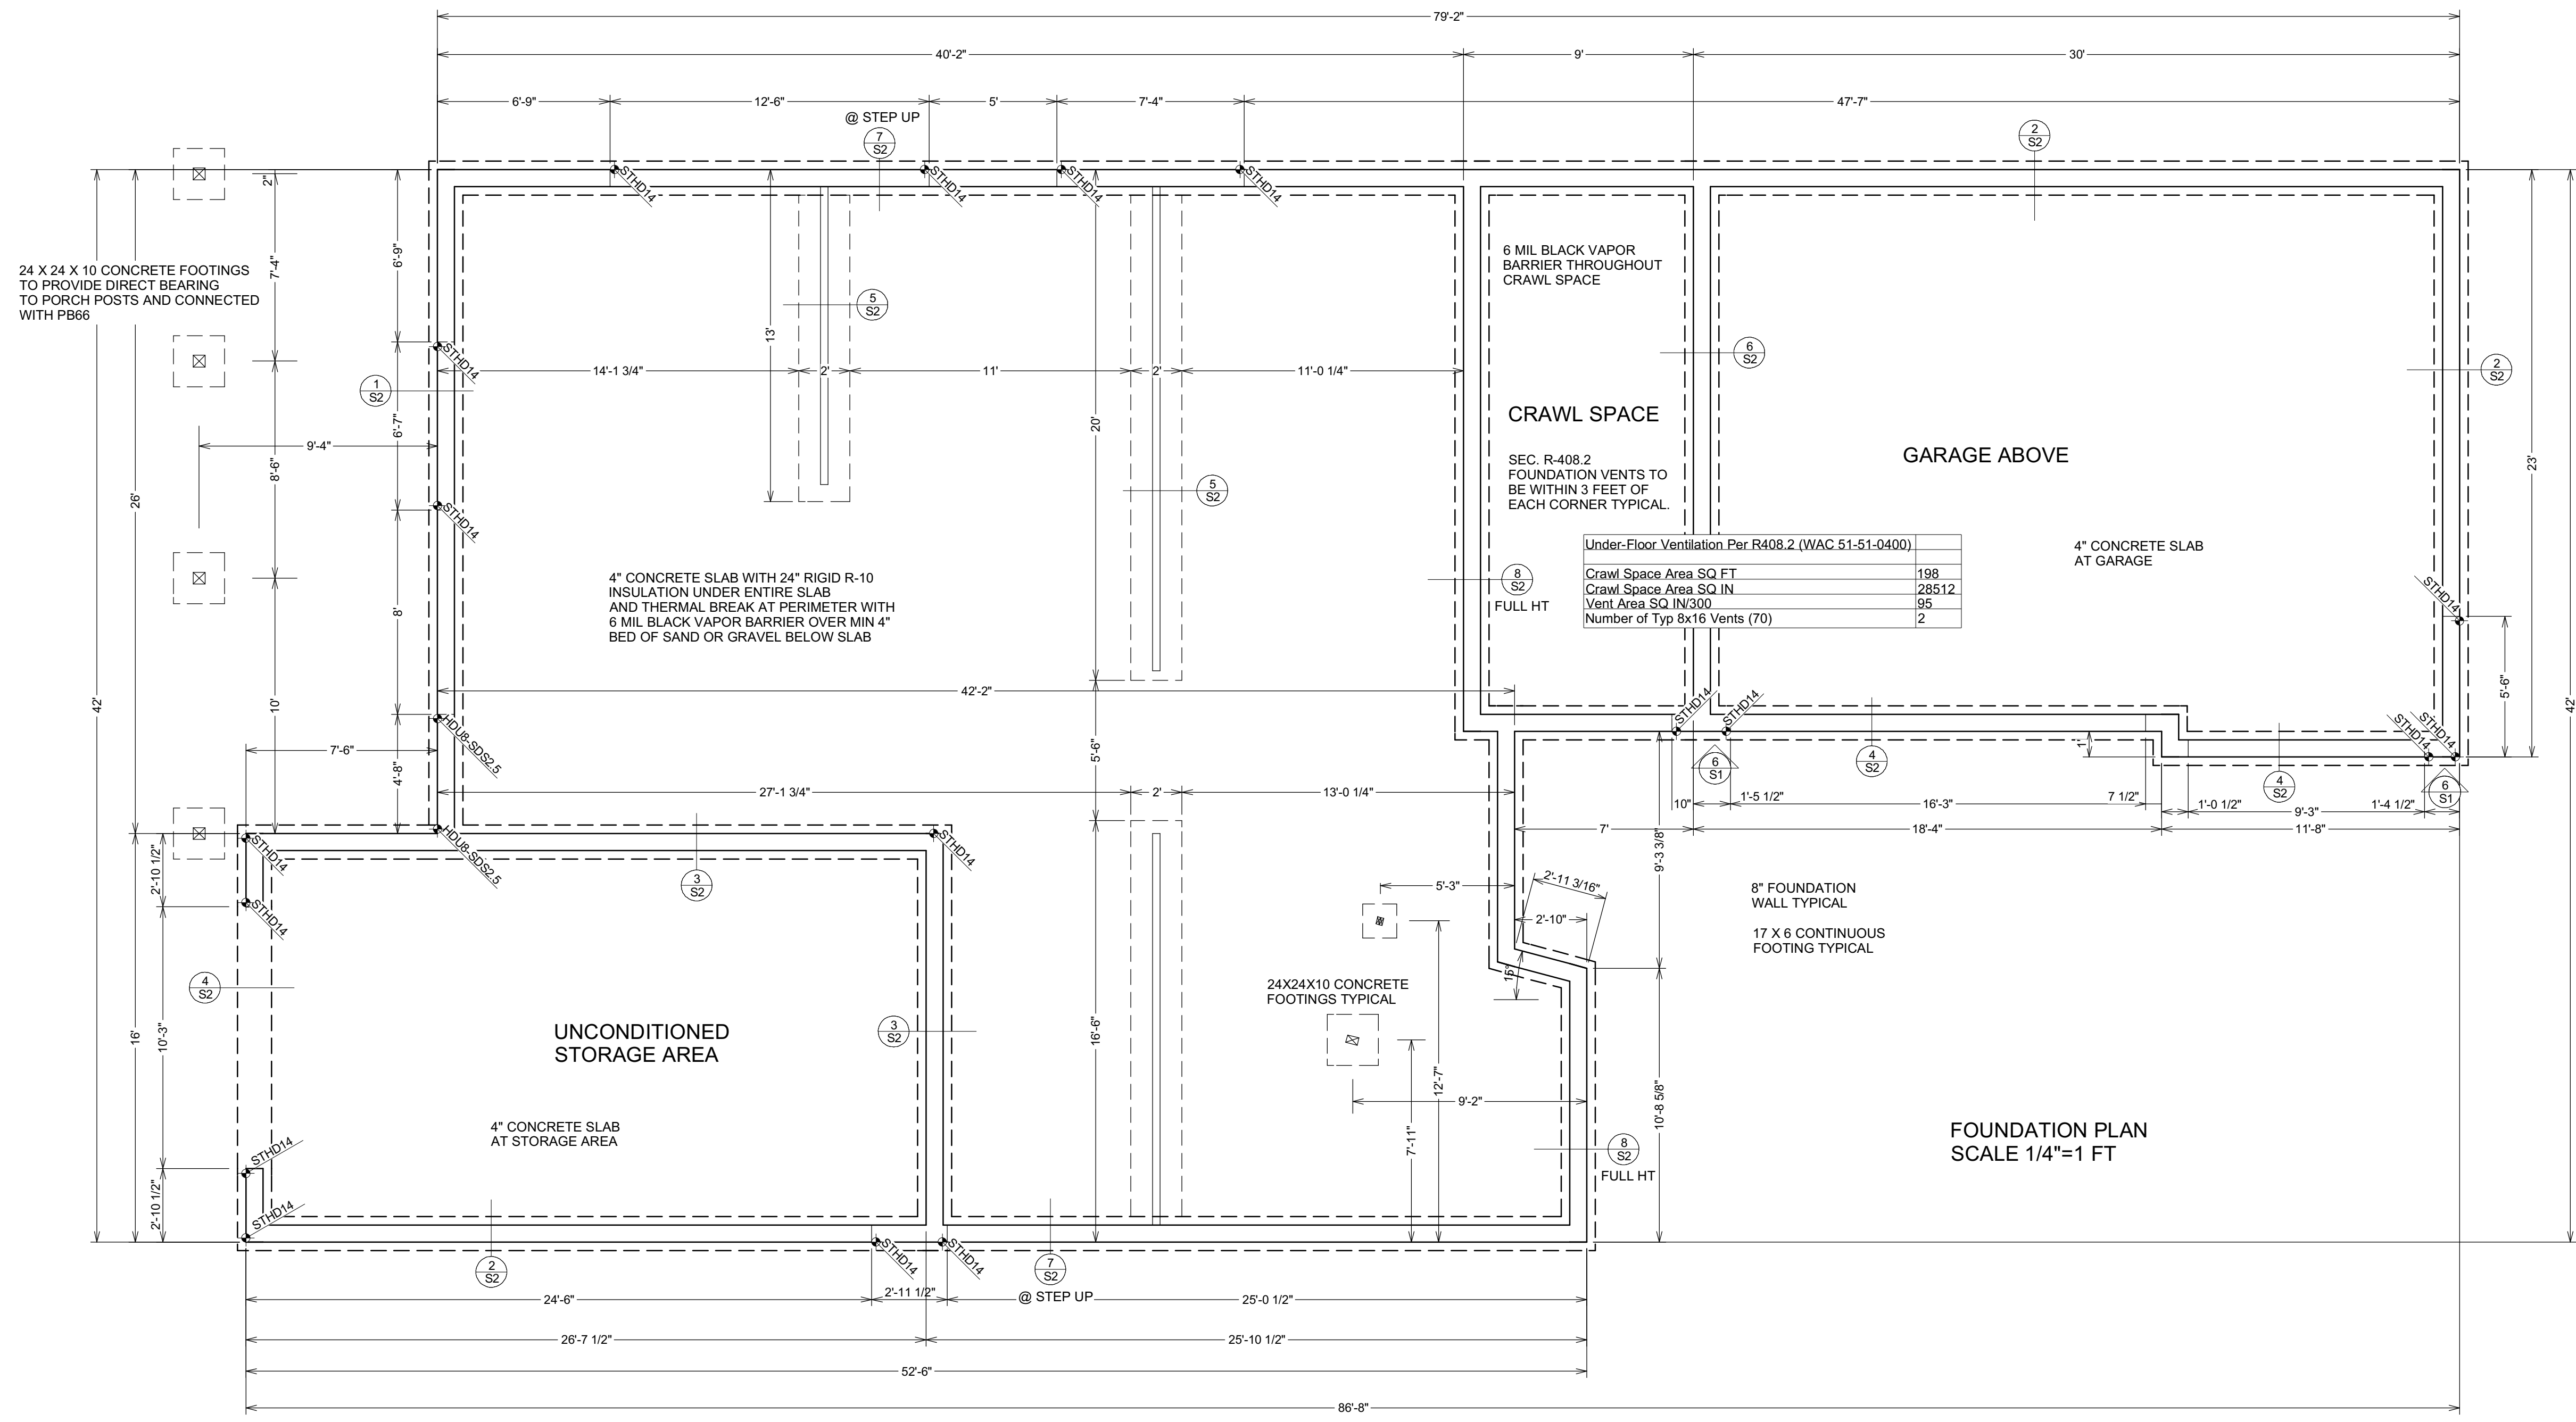 79'-2"
40'-2"
9'
30'
6'-9"
12'-6"
5'
7'-4"
47'-7"
@ STEP UP
7
S2
2
S2
STHD14
STHD14
STHD14
STHD14
2"
24 X 24 X 10 CONCRETE FOOTINGS
TO PROVIDE DIRECT BEARING
TO PORCH POSTS AND CONNECTED
WITH PB66
7'-4"
6'-9"
6 MIL BLACK VAPOR
BARRIER THROUGHOUT
CRAWL SPACE
5
S2
13'
6
S2
2
S2
STHD14
1
S2
14'-1 3/4"
2'
11'
2'
11'-0 1/4"
20'
6'-7"
CRAWL SPACE
9'-4"
8'-6"
26'
GARAGE ABOVE
23'
SEC. R-408.2
FOUNDATION VENTS TO
BE WITHIN 3 FEET OF
EACH CORNER TYPICAL.
5
S2
STHD14
Under-Floor Ventilation Per R408.2 (WAC 51-51-0400)
Crawl Space Area SQ FT 198
Crawl Space Area SQ IN 28512
Vent Area SQ IN/300 95
Number of Typ 8x16 Vents (70) 2
4" CONCRETE SLAB
AT GARAGE
8
S2
FULL HT
4" CONCRETE SLAB WITH 24" RIGID R-10
INSULATION UNDER ENTIRE SLAB
AND THERMAL BREAK AT PERIMETER WITH
6 MIL BLACK VAPOR BARRIER OVER MIN 4"
BED OF SAND OR GRAVEL BELOW SLAB
8'
STHD14
5'-6"
42'
42'
10'
42'-2"
STHD14
STHD14
STHD14
STHD14
HDU8-SDS2.5
7'-6"
4'-8"
5'-6"
1'
6
S1
4
S2
4
S2
6
S1
27'-1 3/4"
2'
13'-0 1/4"
10"
1'-5 1/2"
16'-3"
7 1/2"
1'-0 1/2"
9'-3"
1'-4 1/2"
7'
18'-4"
11'-8"
STHD14
HDU8-SDS2.5
STHD14
2'-10 1/2"
3
S2
9'-3 3/8"
5'-3"
2'-11 3/16"
2'-10"
8" FOUNDATION
WALL TYPICAL
17 X 6 CONTINUOUS
FOOTING TYPICAL
STHD14
15°
4
S2
24X24X10 CONCRETE
FOOTINGS TYPICAL
UNCONDITIONED
STORAGE AREA
3
S2
16'
10'-3"
16'-6"
12'-7"
9'-2"
7'-11"
10'-8 5/8"
4" CONCRETE SLAB
AT STORAGE AREA
8
S2
FULL HT
FOUNDATION PLAN
SCALE 1/4"=1 FT
STHD14
STHD14
2'-10 1/2"
STHD14
STHD14
2
S2
7
S2
@ STEP UP
24'-6"
2'-11 1/2"
25'-0 1/2"
26'-7 1/2"
25'-10 1/2"
52'-6"
86'-8"